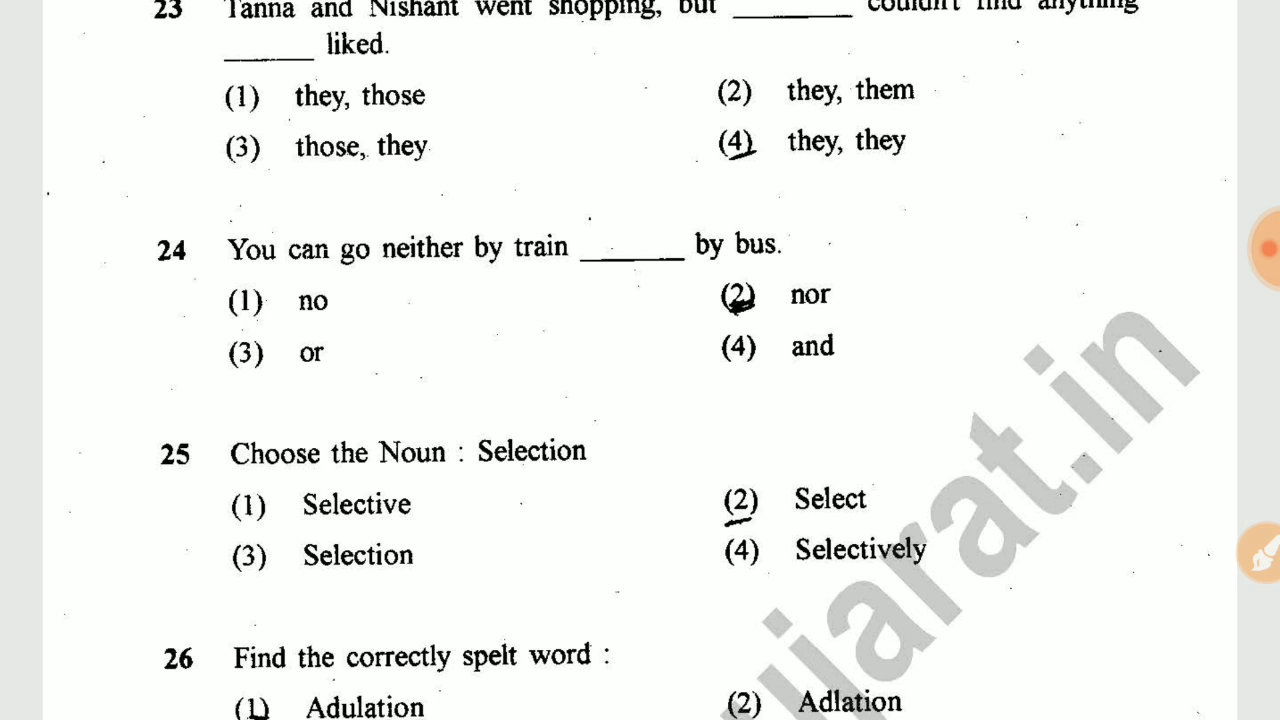 23 Tanna and Nishant went shopping, but ________ couldn't find anything
______ liked.
(1) they, those (2) they, them
(3) those, they (4) they, they
24 You can go neither by train _______ by bus.
(1) no (2) nor
(3) or (4) and
25 Choose the Noun : Selection
(1) Selective (2) Select
(3) Selection (4) Selectively
26 Find the correctly spelt word :
(1) Adulation (2) Adlation
ujarat.in